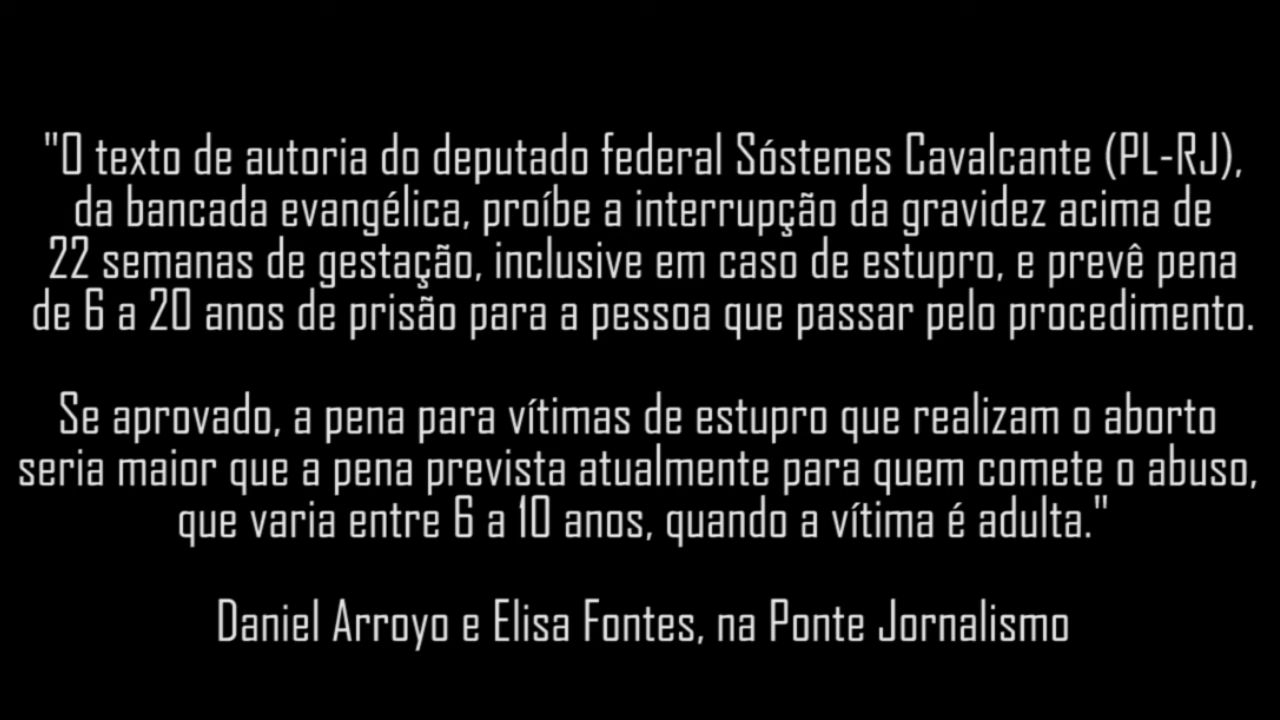 "O texto de autoria do deputado federal Sóstenes Cavalcante (PL-RJ),
da bancada evangélica, proíbe a interrupção da gravidez acima de
22 semanas de gestação, inclusive em caso de estupro, e prevê pena
de 6 a 20 anos de prisão para a pessoa que passar pelo procedimento.
Se aprovado, a pena para vítimas de estupro que realizam o aborto
seria maior que a pena prevista atualmente para quem comete o abuso,
que varia entre 6 a 10 anos, quando a vítima é adulta."
Daniel Arroyo e Elisa Fontes, na Ponte Jornalismo